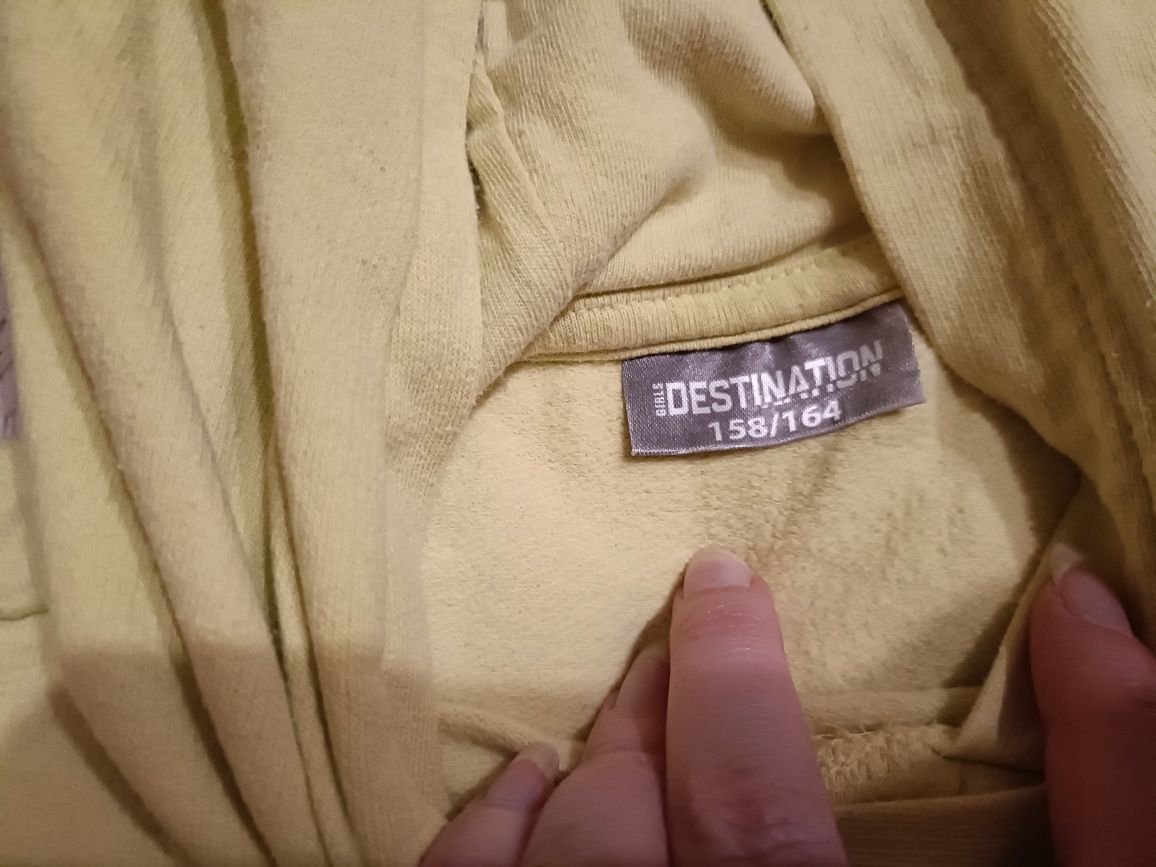 GIRLS
DESTINATION
158/164